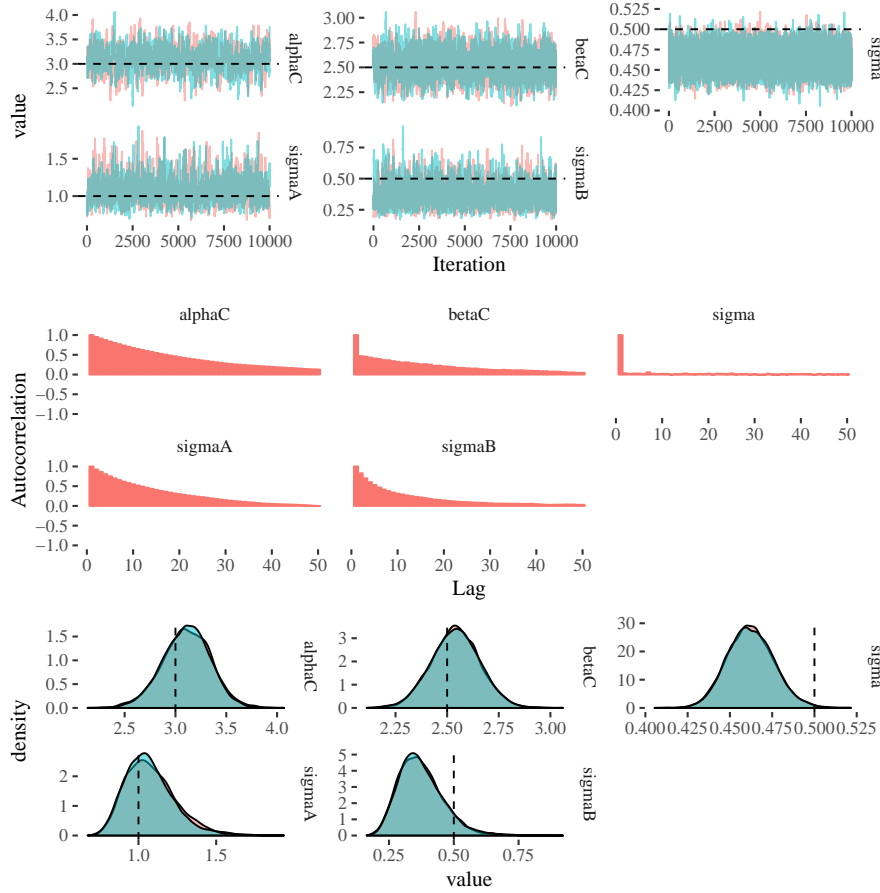 4.0
3.5
3.0
2.5
alphaC
3.00
2.75
2.50
2.25
betaC
0.525
0.500
0.475
0.450
0.425
0.400
sigma
0 2500 5000 7500 10000
value
1.5
1.0
sigmaA
0.75
0.50
0.25
sigmaB
0 2500 5000 7500 10000
0 2500 5000 7500 10000
Iteration
alphaC
betaC
sigma
1.0
0.5
0.0
−0.5
−1.0
0 10 20 30 40 50
Autocorrelation
sigmaA
sigmaB
1.0
0.5
0.0
−0.5
−1.0
0 10 20 30 40 50
0 10 20 30 40 50
Lag
1.5
1.0
0.5
0.0
2.5 3.0 3.5 4.0
alphaC
3
2
1
0
2.25 2.50 2.75 3.00
betaC
30
20
10
0
0.400 0.425 0.450 0.475 0.500 0.525
sigma
density
2
1
0
1.0 1.5
sigmaA
5
4
3
2
1
0
0.25 0.50 0.75
sigmaB
value